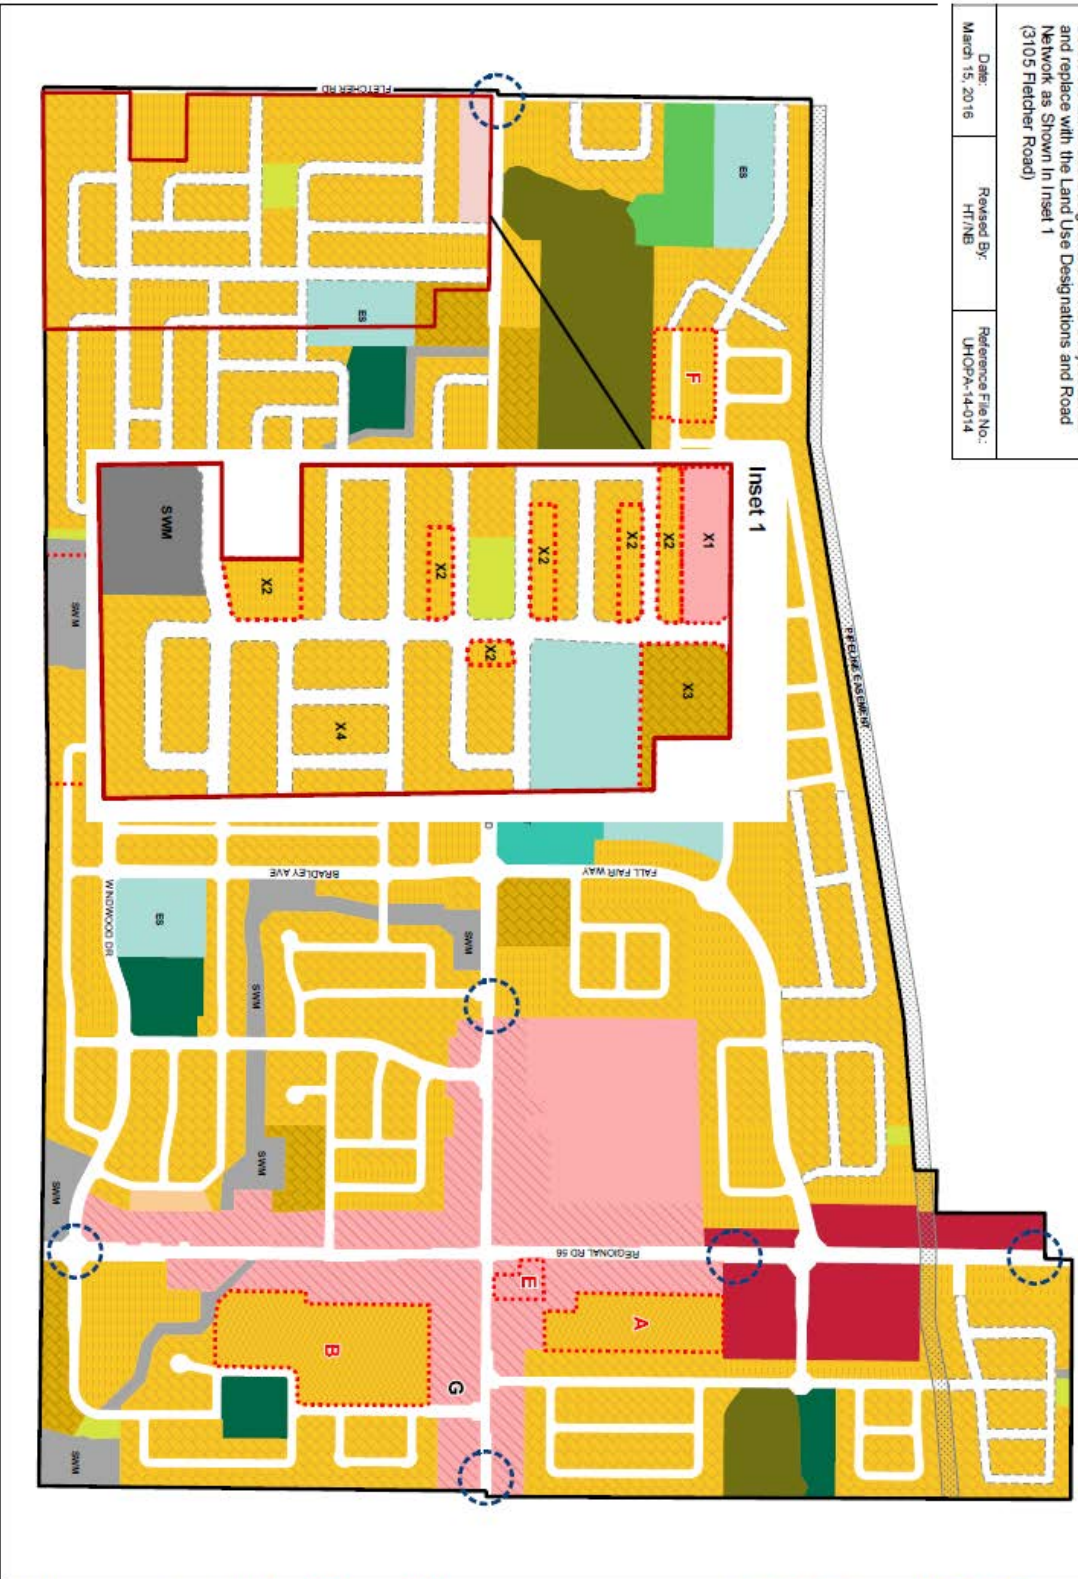 and replace with the Land Use Designations and Road
Network as Shown In Inset 1
(3105 Fletcher Road)
Date:
March 15, 2016
Revised By:
HT/NB
Reference File No.:
UHOPA-14-014
FLETCHER RD
ES
F
ES
Inset 1
X1
X2
X2
X2
X2
X2
X2
X3
X4
SWM
SWM
PIPELINE EASEMENT
BRADLEY AVE
FALL FAIR WAY
WINDWOOD DR
ES
SWM
SWM
SWM
SWM
REGIONAL RD 56
E
A
B
G
SWM